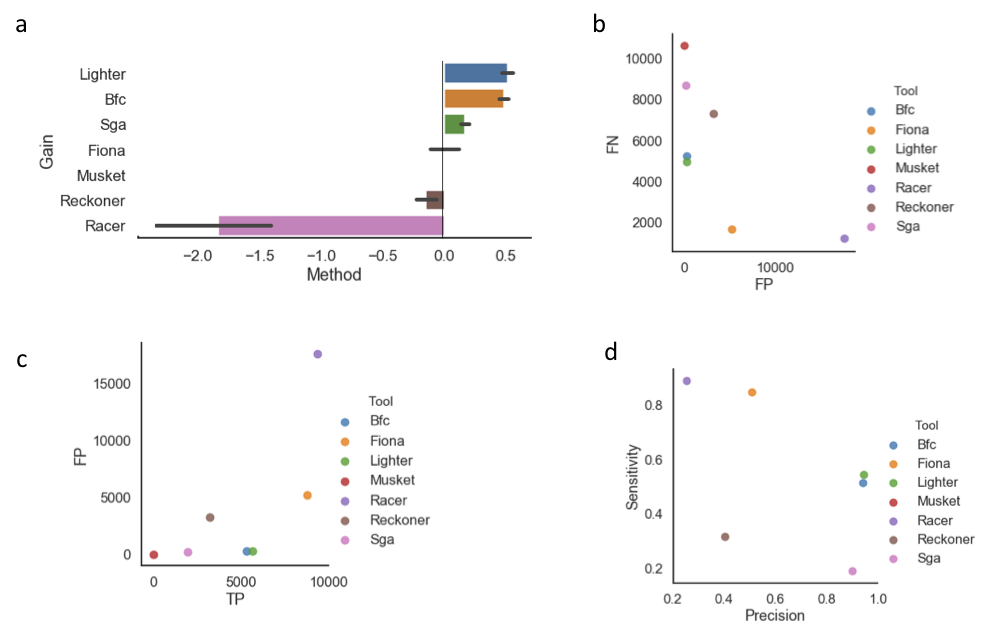 a
Lighter
Bfc
Sga
Fiona
Musket
Reckoner
Racer
Gain
−2.0 −1.5 −1.0 −0.5 0.0 0.5
Method
b
10000
8000
6000
4000
2000
FN
0 10000
FP
Tool
Bfc
Fiona
Lighter
Musket
Racer
Reckoner
Sga
c
15000
10000
5000
0
FP
0 5000 10000
TP
Tool
Bfc
Fiona
Lighter
Musket
Racer
Reckoner
Sga
d
0.8
0.6
0.4
0.2
Sensitivity
0.2 0.4 0.6 0.8 1.0
Precision
Tool
Bfc
Fiona
Lighter
Musket
Racer
Reckoner
Sga